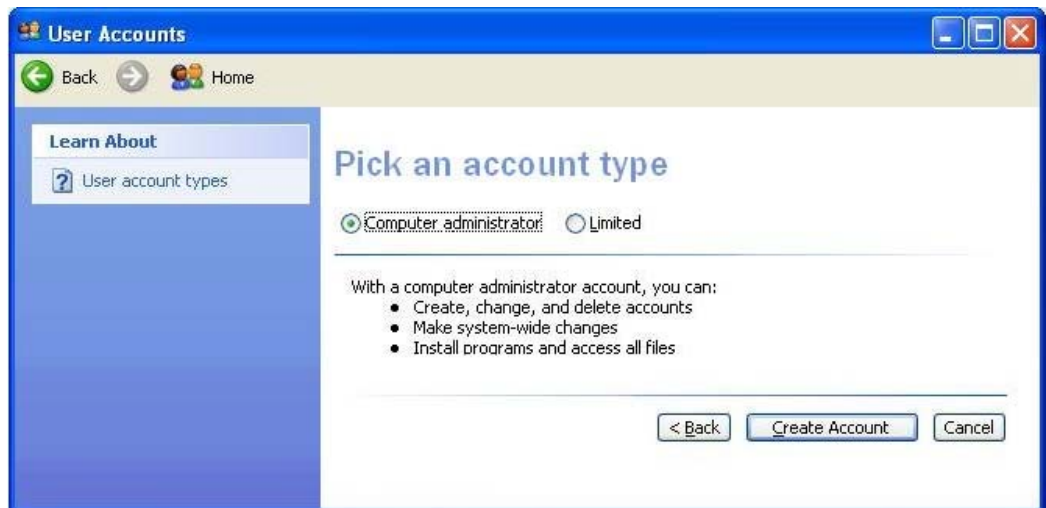 User Accounts
Back Home
Learn About
User account types
Pick an account type
Computer administrator Limited
With a computer administrator account, you can:
• Create, change, and delete accounts
• Make system-wide changes
• Install programs and access all files
< Back Create Account Cancel